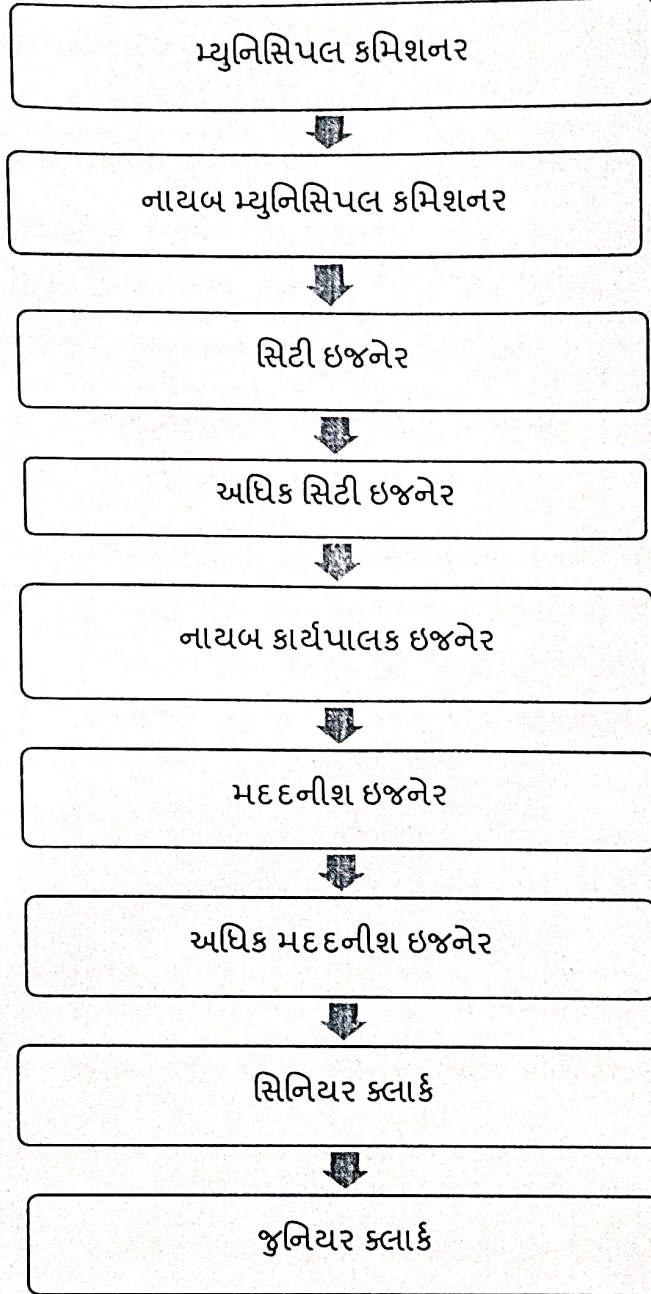 મ્યુનિસિપલ કમિશનર
નાયબ મ્યુનિસિપલ કમિશનર
સિટી ઇજનેર
અધિક સિટી ઇજનેર
નાયબ કાર્યપાલક ઇજનેર
મદદનીશ ઇજનેર
અધિક મદદનીશ ઇજનેર
સિનિયર ક્લાર્ક
જુનિયર ક્લાર્ક